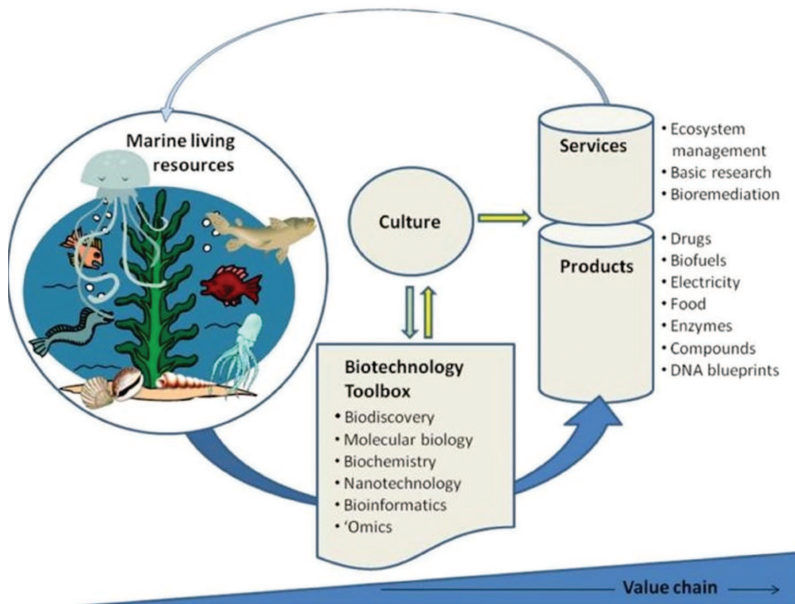 Marine living
resources
Culture
Biotechnology
Toolbox
• Biodiscovery
• Molecular biology
• Biochemistry
• Nanotechnology
• Bioinformatics
• ‘Omics
Services
• Ecosystem
management
• Basic research
• Bioremediation
Products
• Drugs
• Biofuels
• Electricity
• Food
• Enzymes
• Compounds
• DNA blueprints
Value chain